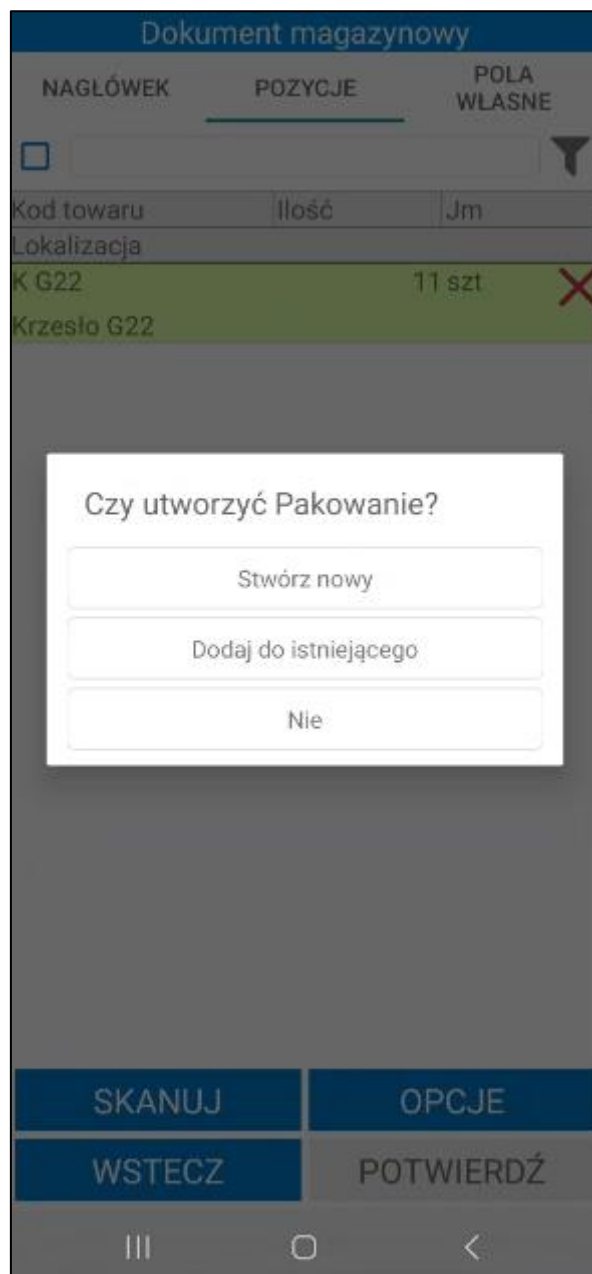 Dokument magazynowy
NAGŁÓWEK POZYCJE POLA
WŁASNE
Kod towaru Ilość Jm
Lokalizacja
K G22 11 szt
Krzesło G22
Czy utworzyć Pakowanie?
Stwórz nowy
Dodaj do istniejącego
Nie
SKANUJ OPCJE
WSTECZ POTWIERDŹ